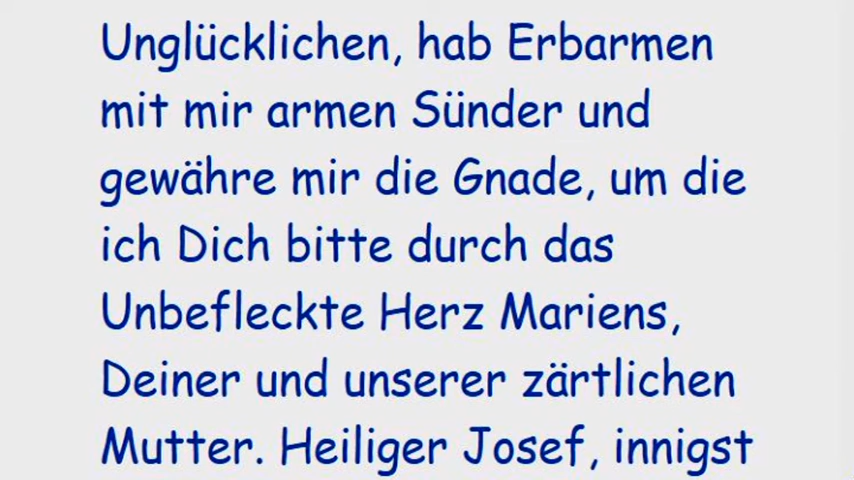 Unglücklichen, hab Erbarmen
mit mir armen Sünder und
gewähre mir die Gnade, um die
ich Dich bitte durch das
Unbefleckte Herz Mariens,
Deiner und unserer zärtlichen
Mutter. Heiliger Josef, innigst